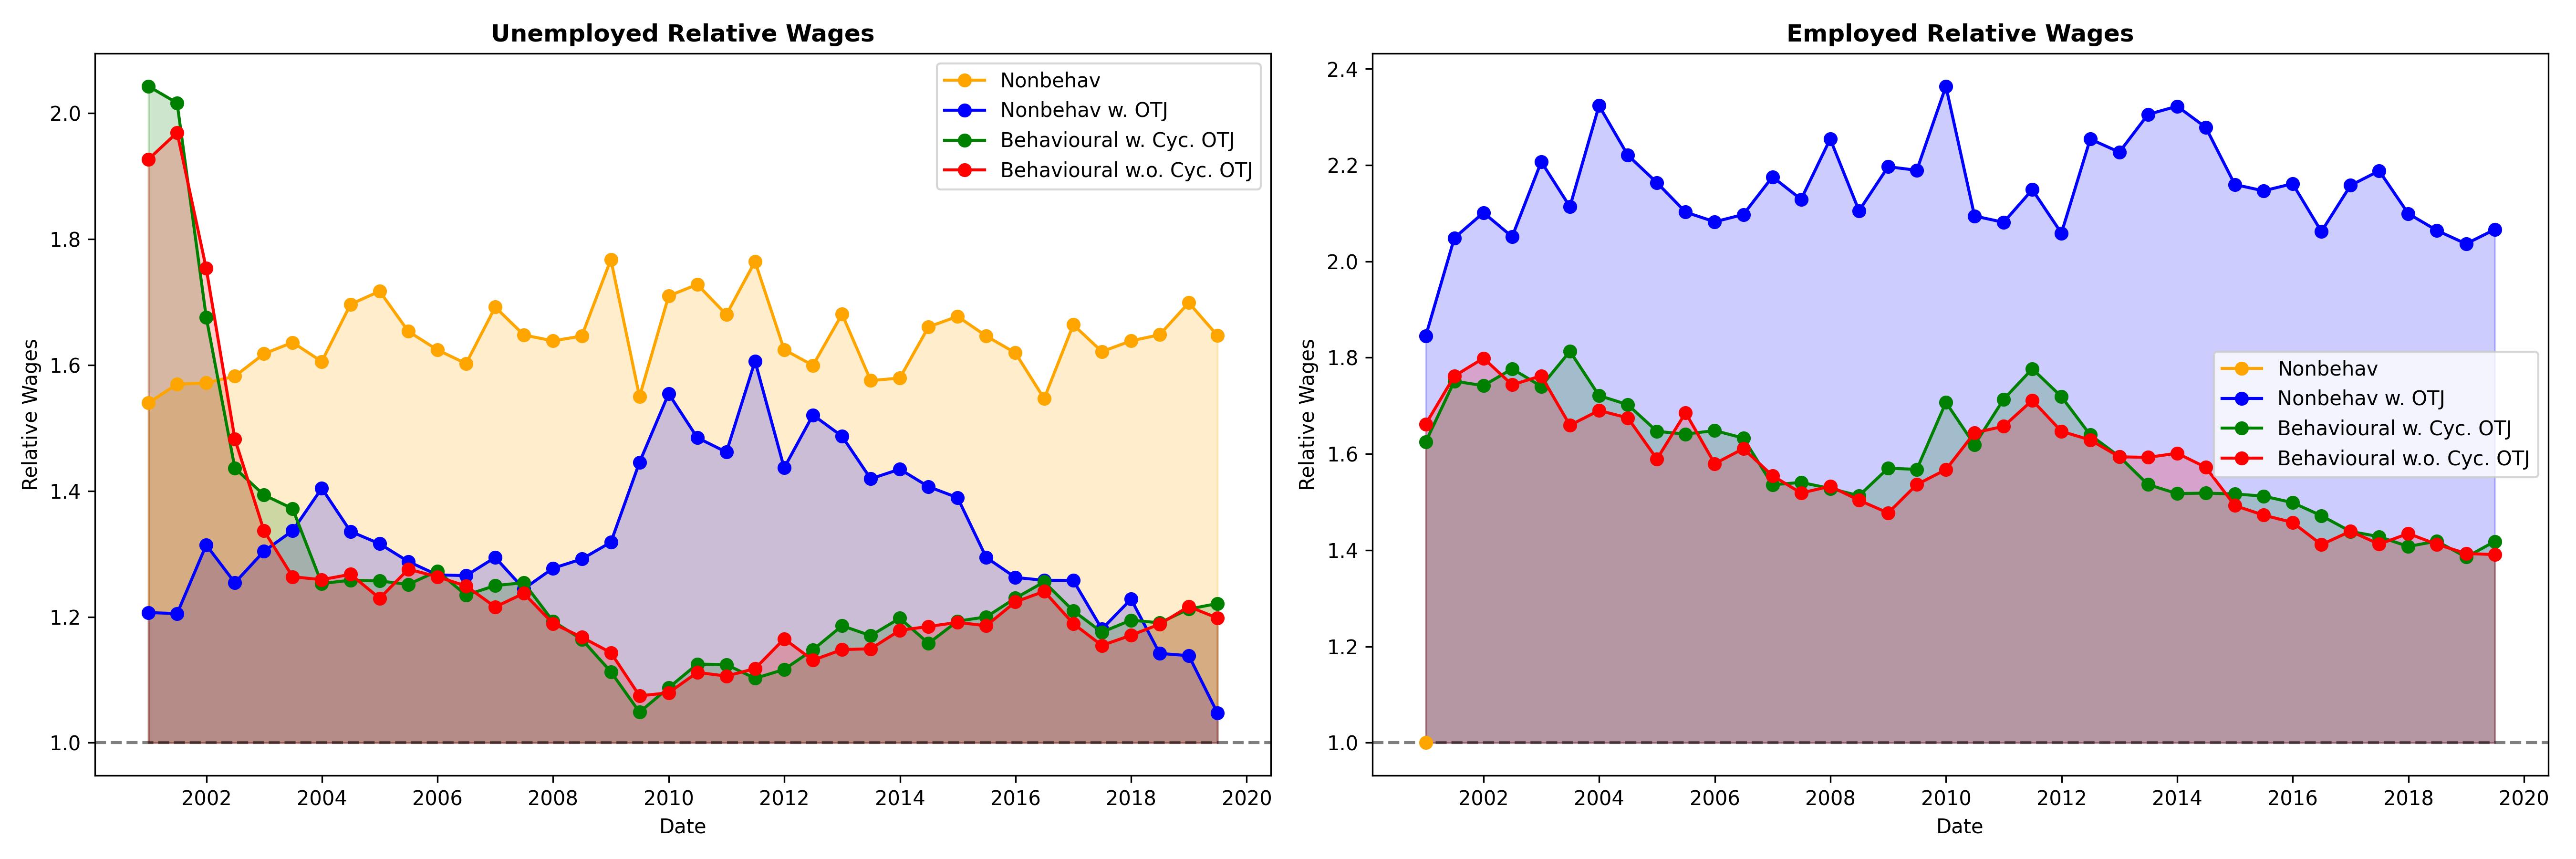 Unemployed Relative Wages
Relative Wages
2.0
1.8
1.6
1.4
1.2
1.0
Nonbehav
Nonbehav w. OTJ
Behavioural w. Cyc. OTJ
Behavioural w.o. Cyc. OTJ
2002 2004 2006 2008 2010 2012 2014 2016 2018 2020
Date
Employed Relative Wages
Relative Wages
2.4
2.2
2.0
1.8
1.6
1.4
1.2
1.0
Nonbehav
Nonbehav w. OTJ
Behavioural w. Cyc. OTJ
Behavioural w.o. Cyc. OTJ
2002 2004 2006 2008 2010 2012 2014 2016 2018 2020
Date